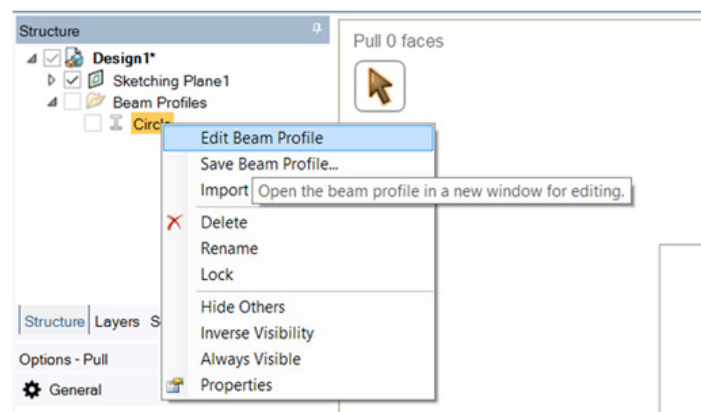 Structure
Design1*
Sketching Plane1
Beam Profiles
Circle
Edit Beam Profile
Save Beam Profile...
Import
Open the beam profile in a new window for editing.
Delete
Rename
Lock
Hide Others
Inverse Visibility
Always Visible
Properties
Structure Layers S
Options - Pull
General
Pull 0 faces